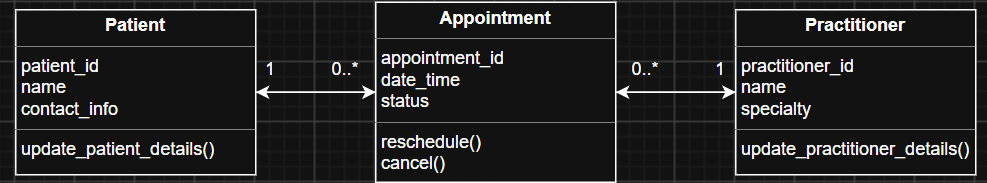 Patient
patient_id
name
contact_info
update_patient_details()
1
0..*
Appointment
appointment_id
date_time
status
reschedule()
cancel()
0..*
1
Practitioner
practitioner_id
name
specialty
update_practitioner_details()